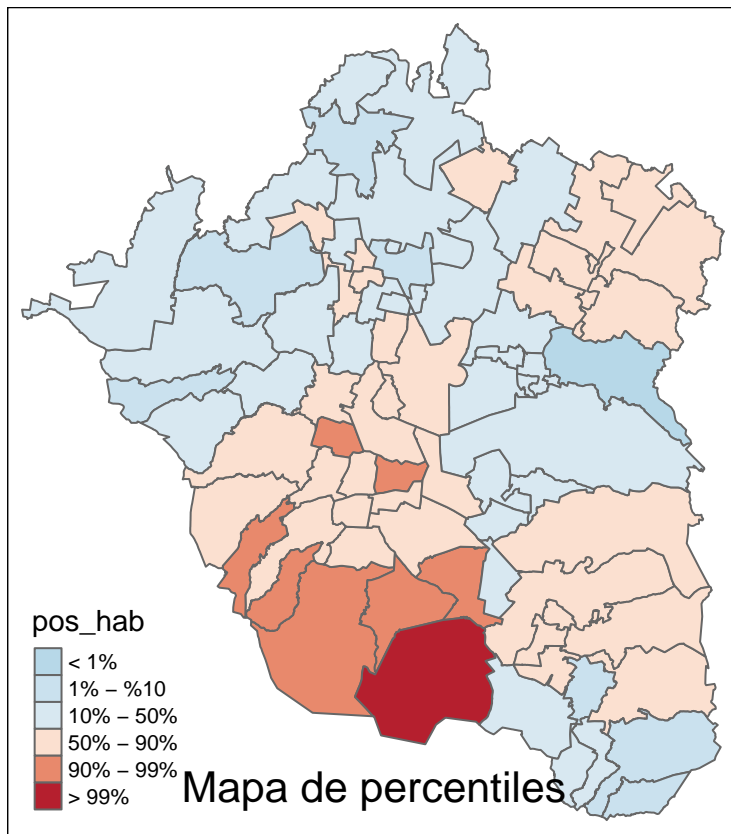 pos_hab
< 1%
1% − %10
10% − 50%
50% − 90%
90% − 99%
> 99%
Mapa de percentiles